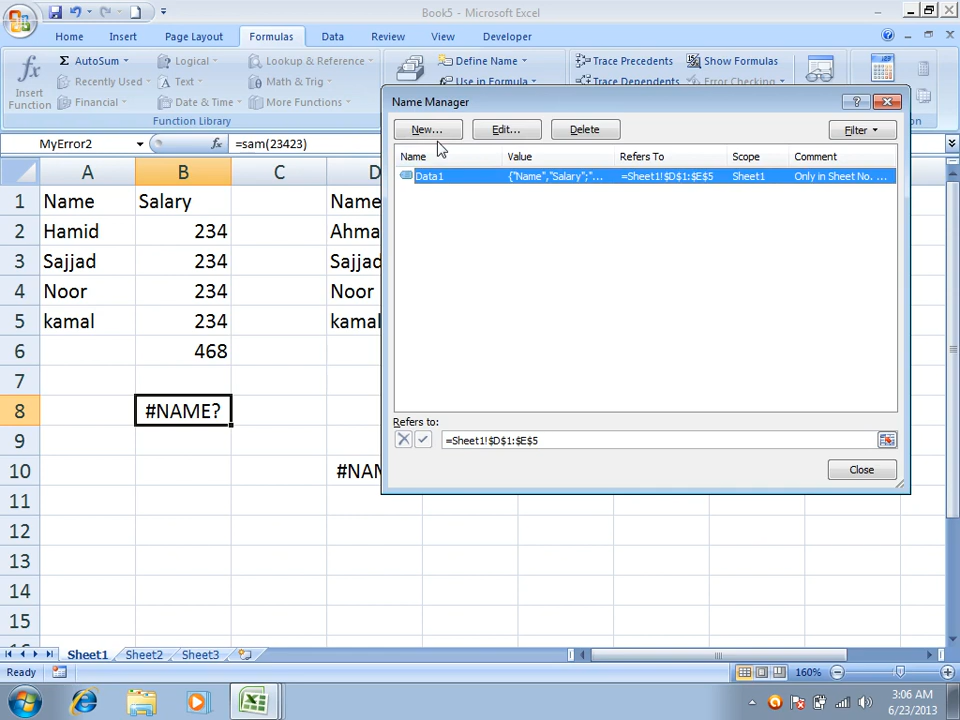 Book5 - Microsoft Excel
Home Insert Page Layout Formulas Data Review View Developer
fx Insert Function
Σ AutoSum
Recently Used
Financial
Logical
Text
Date & Time
Lookup & Reference
Math & Trig
More Functions
Function Library
Define Name
Use in Formula
Trace Precedents
Trace Dependents
Show Formulas
Error Checking
MyError2 fx =sam(23423)
Name Manager
New... Edit... Delete Filter
Name Value Refers To Scope Comment
Data1 {"Name","Salary";"... =Sheet1!$D$1:$E$5 Sheet1 Only in Sheet No. ...
Refers to:
=Sheet1!$D$1:$E$5
Close
A B C D
1 Name Salary Name
2 Hamid 234 Ahma
3 Sajjad 234 Sajjad
4 Noor 234 Noor
5 kamal 234 kamal
6 468
7
8 #NAME?
9
10 #NAM
11
12
13
14
15
Sheet1 Sheet2 Sheet3
Ready 160%
3:06 AM
6/23/2013